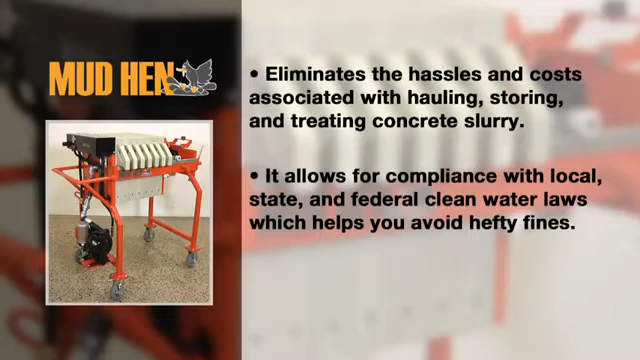 MUD HEN
• Eliminates the hassles and costs
associated with hauling, storing,
and treating concrete slurry.
• It allows for compliance with local,
state, and federal clean water laws
which helps you avoid hefty fines.